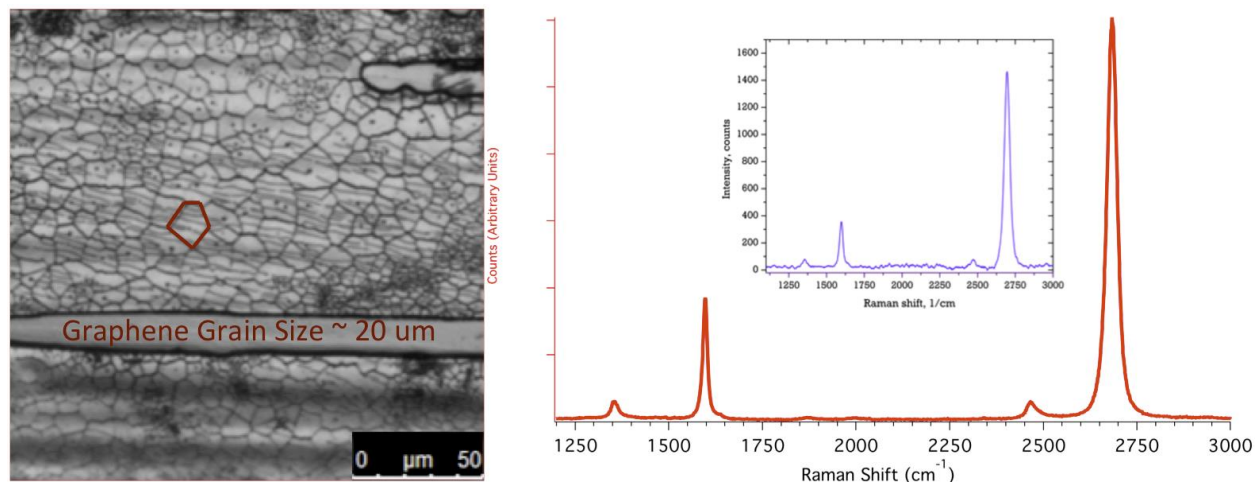 Graphene Grain Size ~ 20 um
0 µm 50
Counts (Arbitrary Units)
1250 1500 1750 2000 2250 2500 2750 3000
Raman Shift (cm⁻¹)
Intensity, counts
1600
1400
1200
1000
800
600
400
200
0
1250 1500 1750 2000 2250 2500 2750 3000
Raman shift, 1/cm